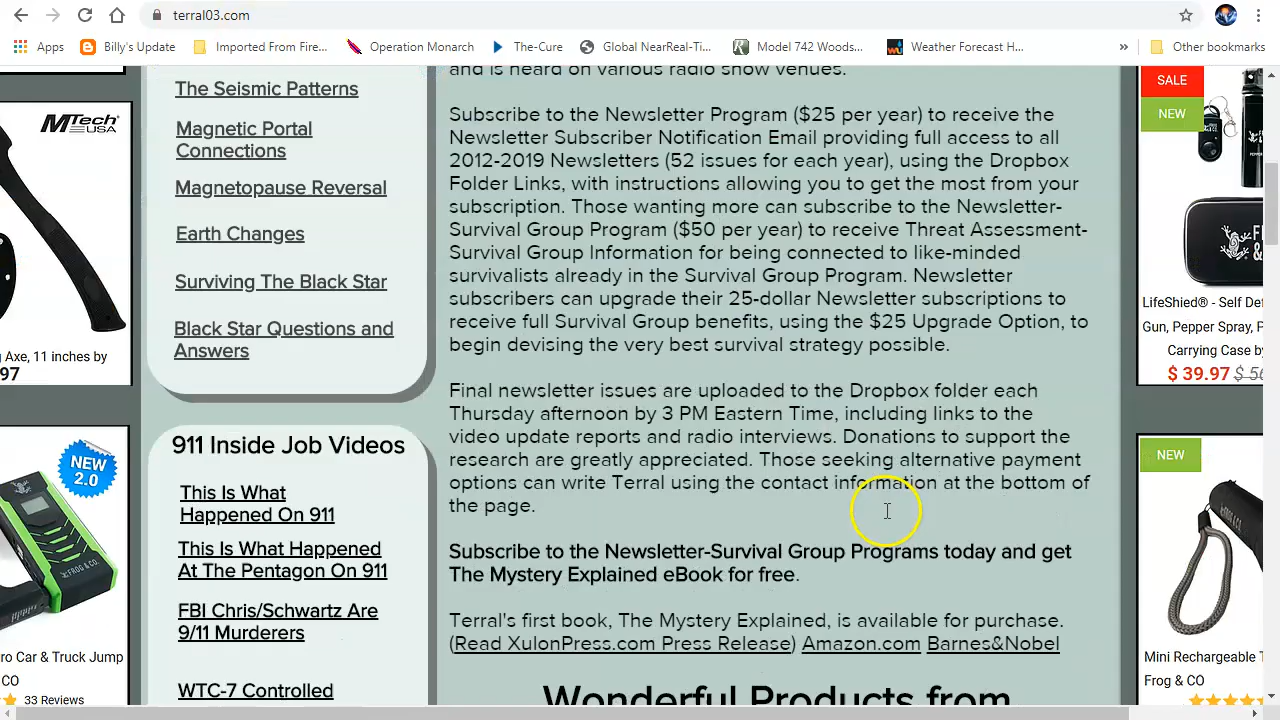 terral03.com
Apps
Billy's Update
Imported From Fire...
Operation Monarch
The-Cure
Global NearReal-Ti...
Model 742 Woods...
Weather Forecast H...
»
Other bookmarks
The Seismic Patterns
Magnetic Portal
Connections
Magnetopause Reversal
Earth Changes
Surviving The Black Star
Black Star Questions and
Answers
911 Inside Job Videos
This Is What
Happened On 911
This Is What Happened
At The Pentagon On 911
FBI Chris/Schwartz Are
9/11 Murderers
WTC-7 Controlled
and is heard on various radio show venues.
Subscribe to the Newsletter Program ($25 per year) to receive the
Newsletter Subscriber Notification Email providing full access to all
2012-2019 Newsletters (52 issues for each year), using the Dropbox
Folder Links, with instructions allowing you to get the most from your
subscription. Those wanting more can subscribe to the Newsletter-
Survival Group Program ($50 per year) to receive Threat Assessment-
Survival Group Information for being connected to like-minded
survivalists already in the Survival Group Program. Newsletter
subscribers can upgrade their 25-dollar Newsletter subscriptions to
receive full Survival Group benefits, using the $25 Upgrade Option, to
begin devising the very best survival strategy possible.
Final newsletter issues are uploaded to the Dropbox folder each
Thursday afternoon by 3 PM Eastern Time, including links to the
video update reports and radio interviews. Donations to support the
research are greatly appreciated. Those seeking alternative payment
options can write Terral using the contact information at the bottom of
the page.
Subscribe to the Newsletter-Survival Group Programs today and get
The Mystery Explained eBook for free.
Terral's first book, The Mystery Explained, is available for purchase.
(Read XulonPress.com Press Release) Amazon.com Barnes&Nobel
Wonderful Products from
MTech
USA
g Axe, 11 inches by
97
NEW
2.0
FROG & CO.
ro Car & Truck Jump
CO
33 Reviews
SALE
NEW
LifeShied® - Self Def
Gun, Pepper Spray, F
Carrying Case by
$ 39.97
NEW
Mini Rechargeable T
Frog & CO